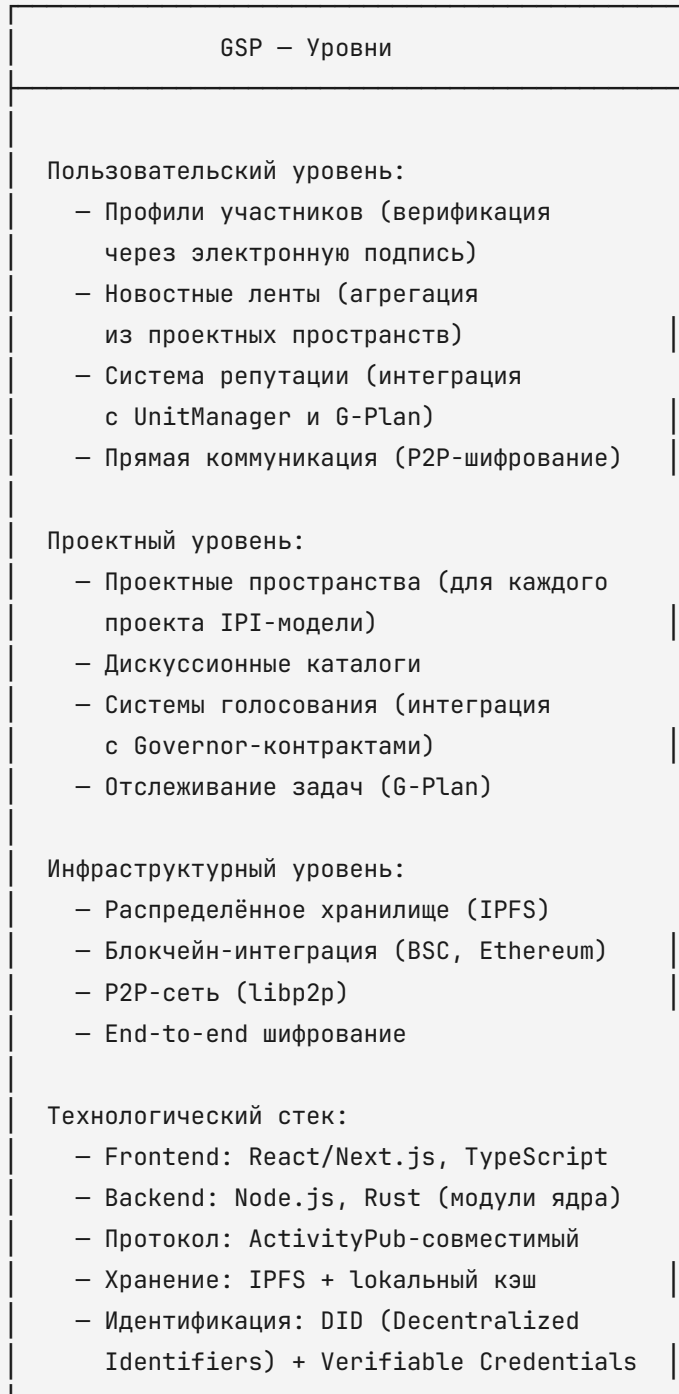 GSP — Уровни
Пользовательский уровень:
— Профили участников (верификация
через электронную подпись)
— Новостные ленты (агрегация
из проектных пространств)
— Система репутации (интеграция
с UnitManager и G-Plan)
— Прямая коммуникация (P2P-шифрование)
Проектный уровень:
— Проектные пространства (для каждого
проекта IPI-модели)
— Дискуссионные каталоги
— Системы голосования (интеграция
с Governor-контрактами)
— Отслеживание задач (G-Plan)
Инфраструктурный уровень:
— Распределённое хранилище (IPFS)
— Блокчейн-интеграция (BSC, Ethereum)
— P2P-сеть (libp2p)
— End-to-end шифрование
Технологический стек:
— Frontend: React/Next.js, TypeScript
— Backend: Node.js, Rust (модули ядра)
— Протокол: ActivityPub-совместимый
— Хранение: IPFS + lokальный кэш
— Идентификация: DID (Decentralized
Identifiers) + Verifiable Credentials